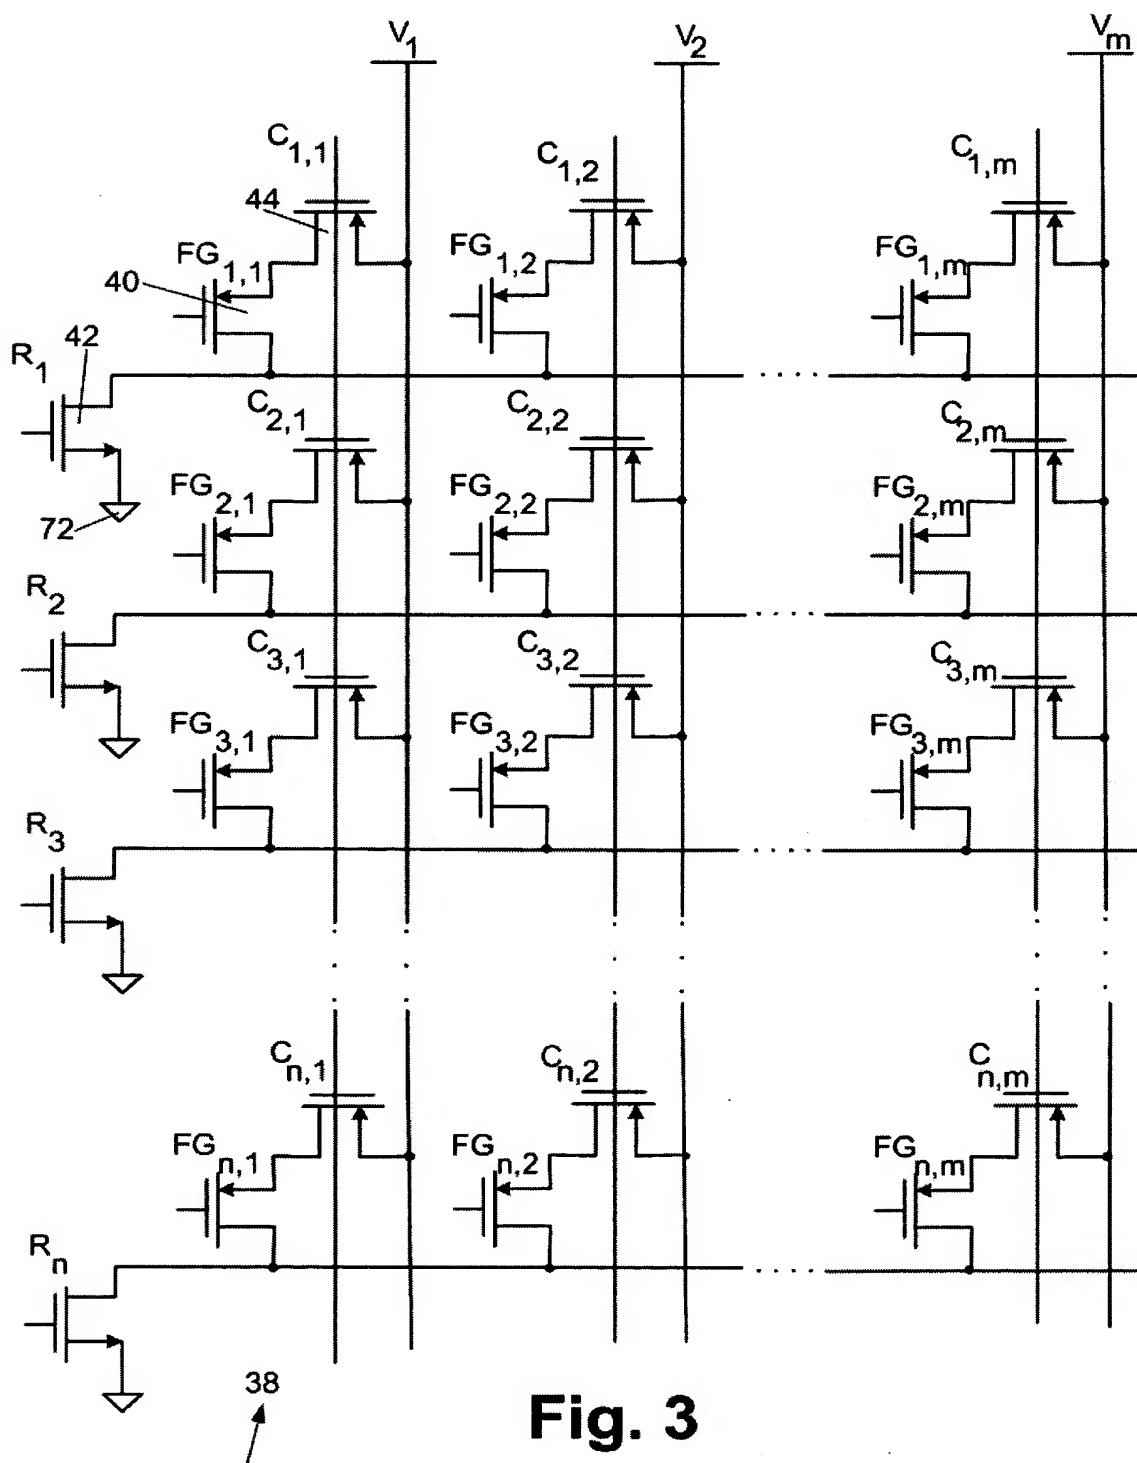 V1 V2 Vm
C1,1 C1,2 C1,m
44
FG1,1 FG1,2 FG1,m
40
R1 42
C2,1 C2,2 C2,m
FG2,1 FG2,2 FG2,m
72
R2
C3,1 C3,2 C3,m
FG3,1 FG3,2 FG3,m
R3
Cn,1 Cn,2 Cn,m
FGn,1 FGn,2 FGn,m
Rn
38
Fig. 3